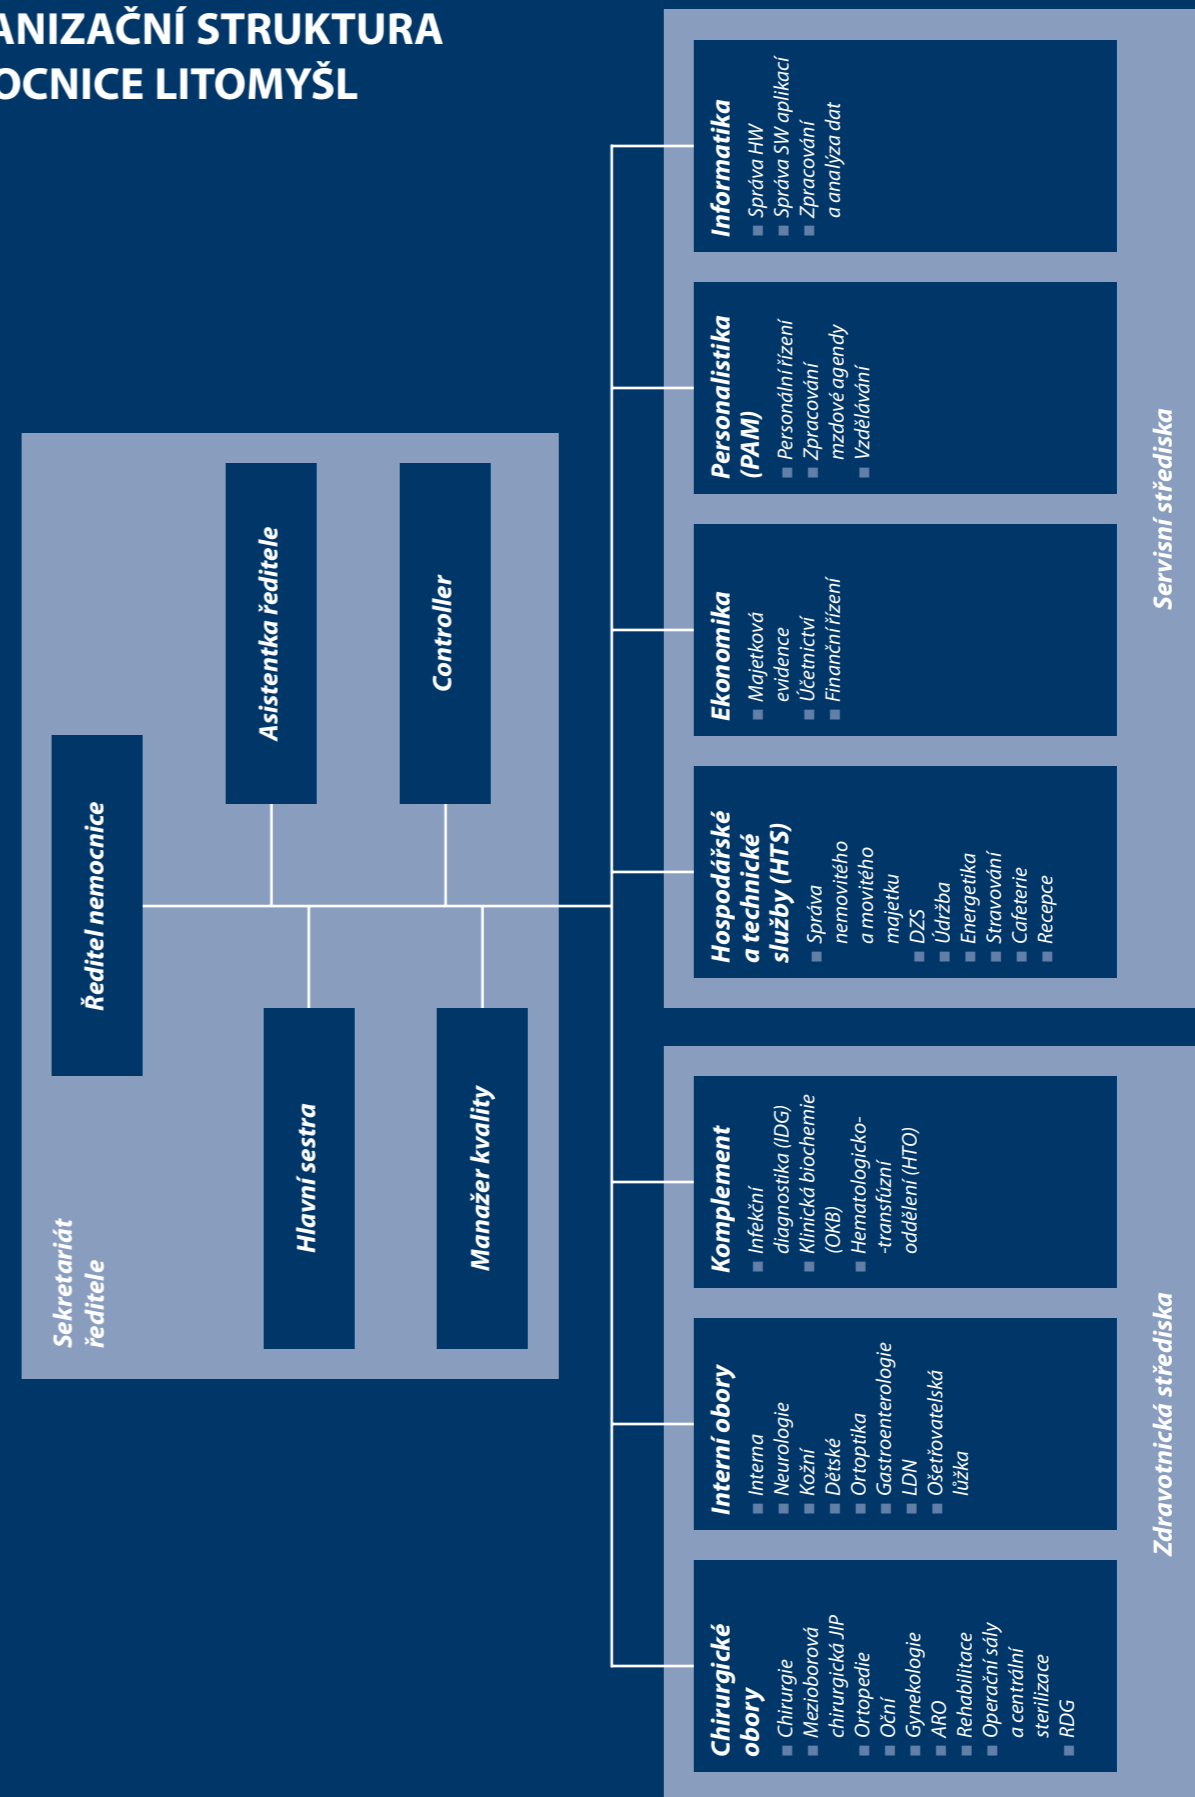 ANIZAČNÍ STRUKTURA
OCNICE LITOMYŠL
Sekretariát
ředitele
Ředitel nemocnice
Hlavní sestra
Asistentka ředitele
Manažer kvality
Controller
Chirurgické
obory
Chirurgie
Mezioborová
chirurgická JIP
Ortopedie
Oční
Gynekologie
ARO
Rehabilitace
Operační sály
a centrální
sterilizace
RDG
Interní obory
Interna
Neurologie
Kožní
Dětské
Ortoptika
Gastroenterologie
LDN
Ošetřovatelská
lůžka
Komplement
Infekční
diagnostika (IDG)
Klinická biochemie
(OKB)
Hematologicko-
-transfúzní
oddělení (HTO)
Zdravotnická střediska
Hospodářské
a technické
služby (HTS)
Správa
nemovitého
a movitého
majetku
DZS
Údržba
Energetika
Stravování
Cafeterie
Recepce
Ekonomika
Majetková
evidence
Účetnictví
Finanční řízení
Personalistika
(PAM)
Personální řízení
Zpracování
mzdové agendy
Vzdělávání
Informatika
Správa HW
Správa SW aplikací
Zpracování
a analýza dat
Servisní střediska